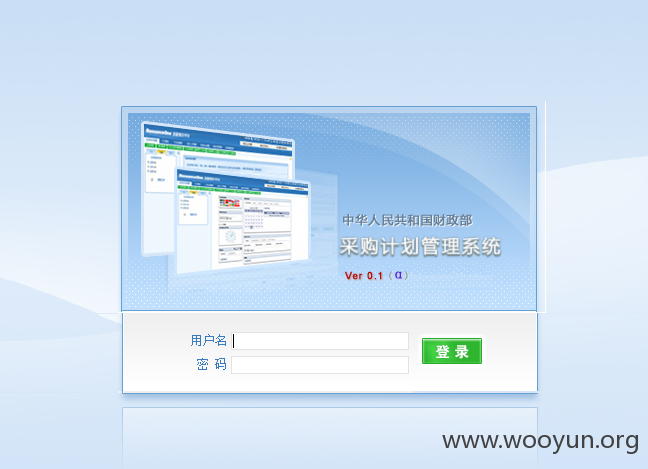 中华人民共和国财政部
采购计划管理系统
Ver 0.1 (α)
用户名
密 码
登 录
www.wooyun.org